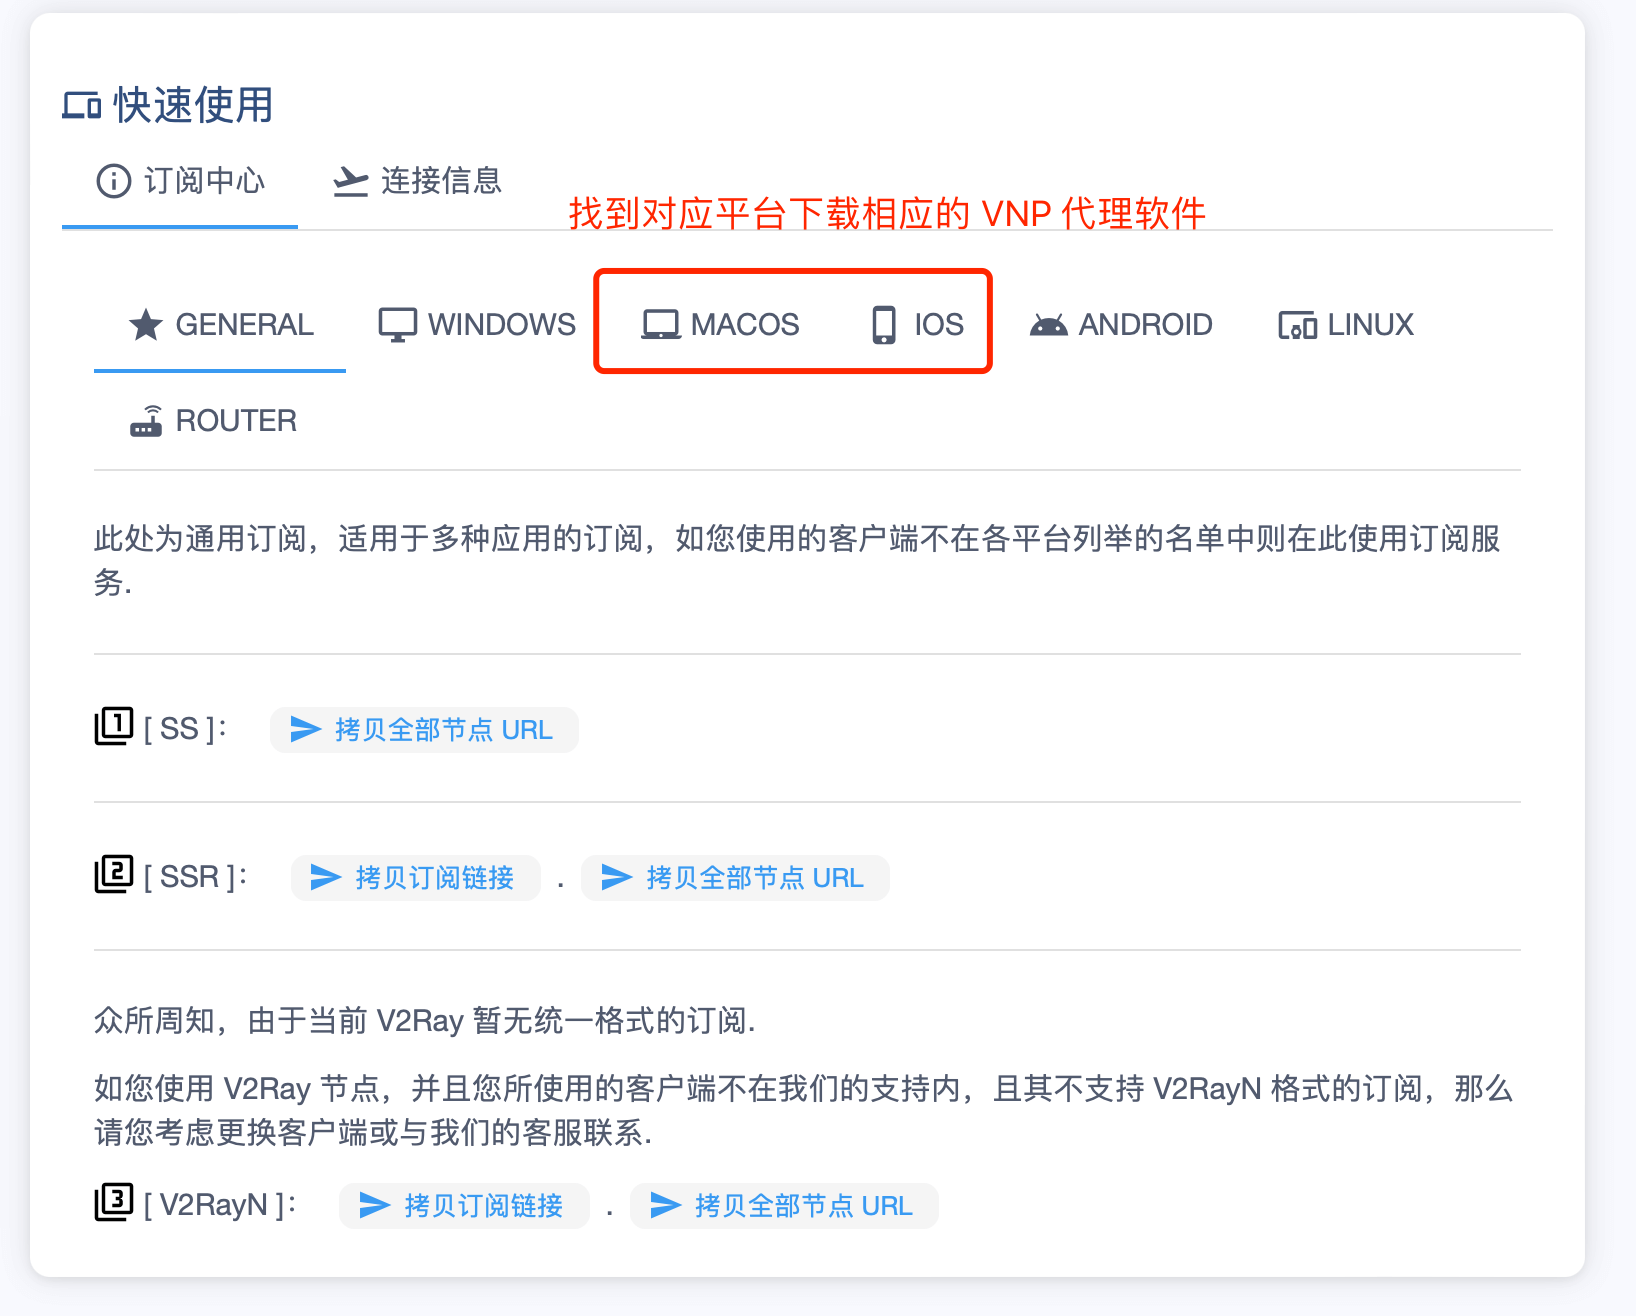 快速使用
订阅中心 连接信息
找到对应平台下载相应的 VNP 代理软件
GENERAL WINDOWS MACOS IOS ANDROID LINUX
ROUTER
此处为通用订阅，适用于多种应用的订阅，如您使用的客户端不在各平台列举的名单中则在此使用订阅服
务.
1 [ SS ]: 拷贝全部节点 URL
2 [ SSR ]: 拷贝订阅链接 . 拷贝全部节点 URL
众所周知，由于当前 V2Ray 暂无统一格式的订阅.
如您使用 V2Ray 节点，并且您所使用的客户端不在我们的支持内，且其不支持 V2RayN 格式的订阅，那么
请您考虑更换客户端或与我们的客服联系.
3 [ V2RayN ]: 拷贝订阅链接 . 拷贝全部节点 URL